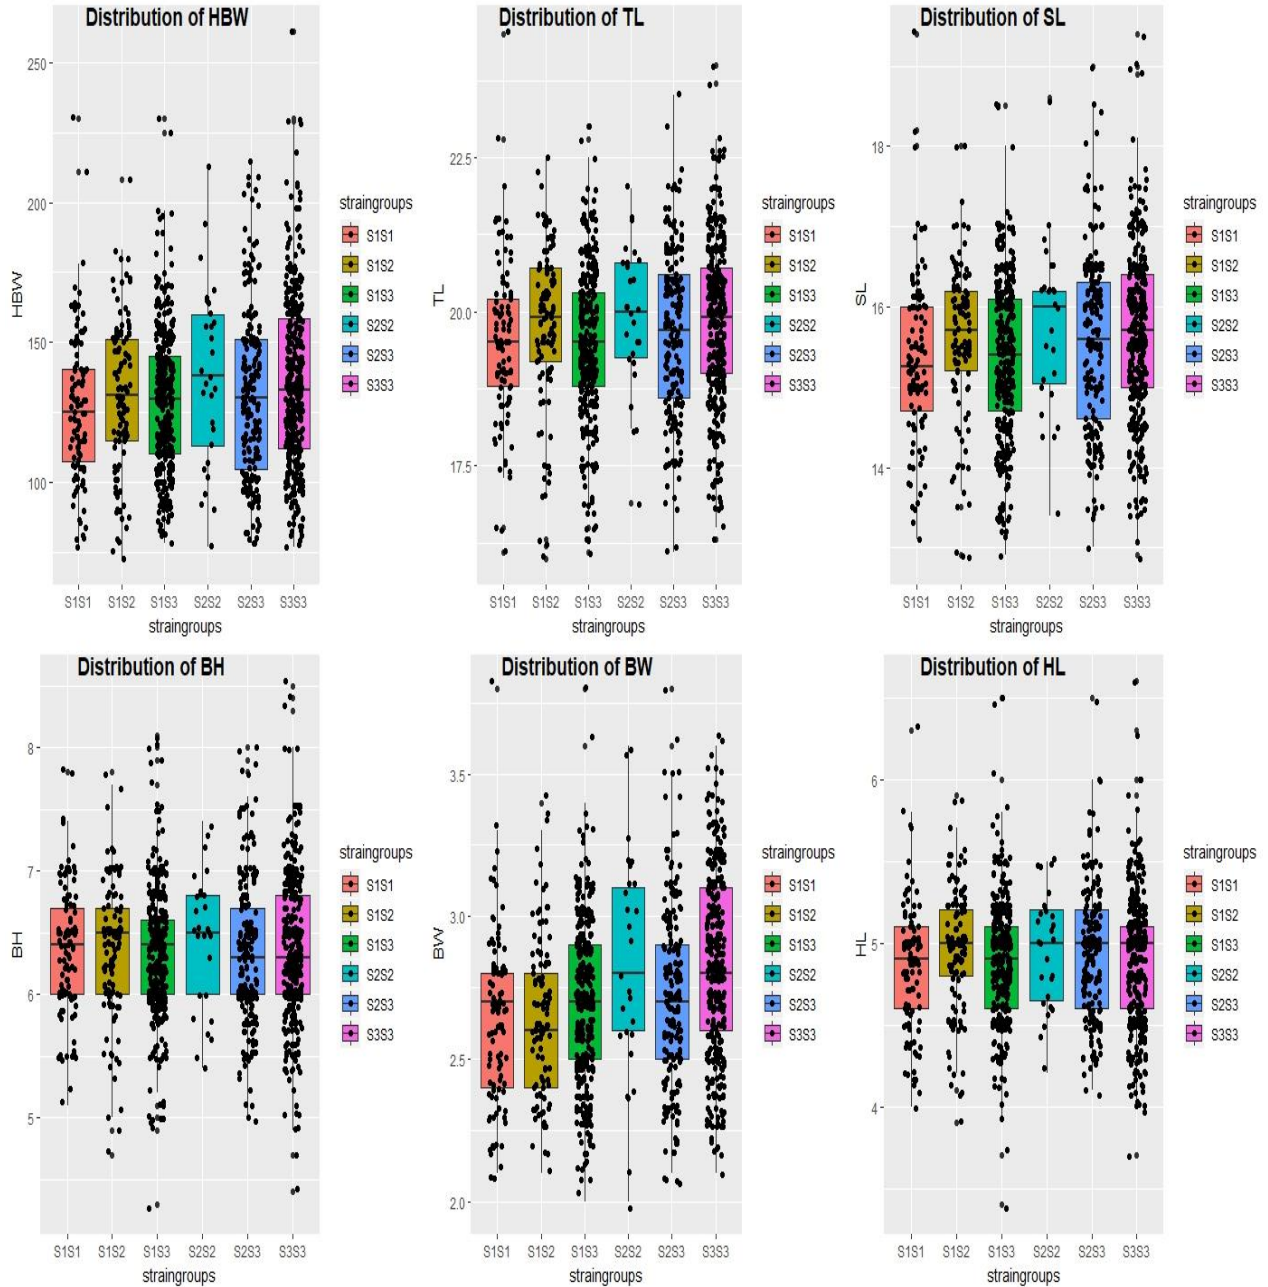 Distribution of HBW
HBW
250
200
150
100
S1S1 S1S2 S1S3 S2S2 S2S3 S3S3
straingroups
straingroups
S1S1
S1S2
S1S3
S2S2
S2S3
S3S3
Distribution of TL
TL
22.5
20.0
17.5
S1S1 S1S2 S1S3 S2S2 S2S3 S3S3
straingroups
straingroups
S1S1
S1S2
S1S3
S2S2
S2S3
S3S3
Distribution of SL
SL
18
16
14
S1S1 S1S2 S1S3 S2S2 S2S3 S3S3
straingroups
straingroups
S1S1
S1S2
S1S3
S2S2
S2S3
S3S3
Distribution of BH
BH
8
7
6
5
S1S1 S1S2 S1S3 S2S2 S2S3 S3S3
straingroups
straingroups
S1S1
S1S2
S1S3
S2S2
S2S3
S3S3
Distribution of BW
BW
3.5
3.0
2.5
2.0
S1S1 S1S2 S1S3 S2S2 S2S3 S3S3
straingroups
straingroups
S1S1
S1S2
S1S3
S2S2
S2S3
S3S3
Distribution of HL
HL
6
5
4
S1S1 S1S2 S1S3 S2S2 S2S3 S3S3
straingroups
straingroups
S1S1
S1S2
S1S3
S2S2
S2S3
S3S3